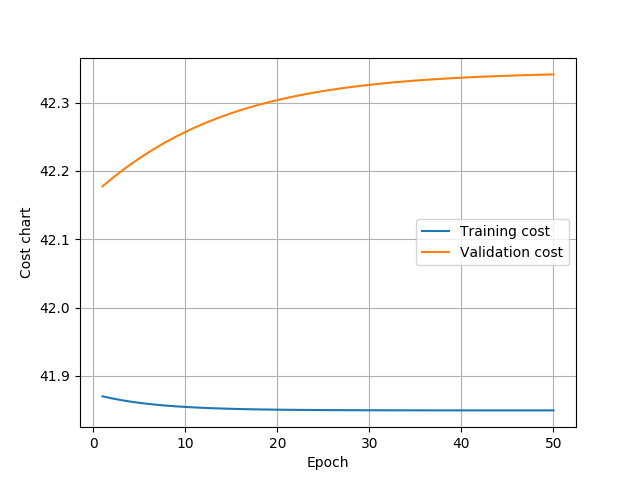 42.3
42.2
42.1
42.0
41.9
Cost chart
Training cost
Validation cost
0 10 20 30 40 50
Epoch